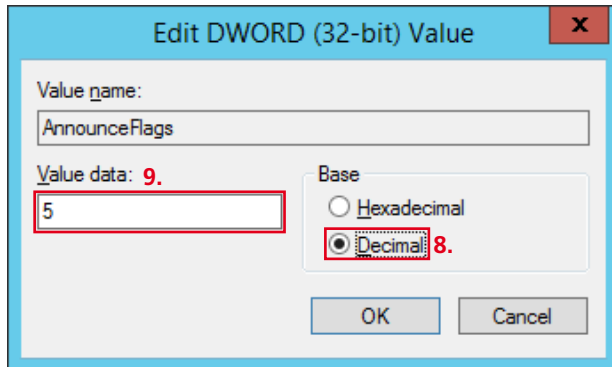 Edit DWORD (32-bit) Value
x
Value name:
AnnounceFlags
Value data: 9.
5
Base
Hexadecimal
Decimal 8.
OK Cancel